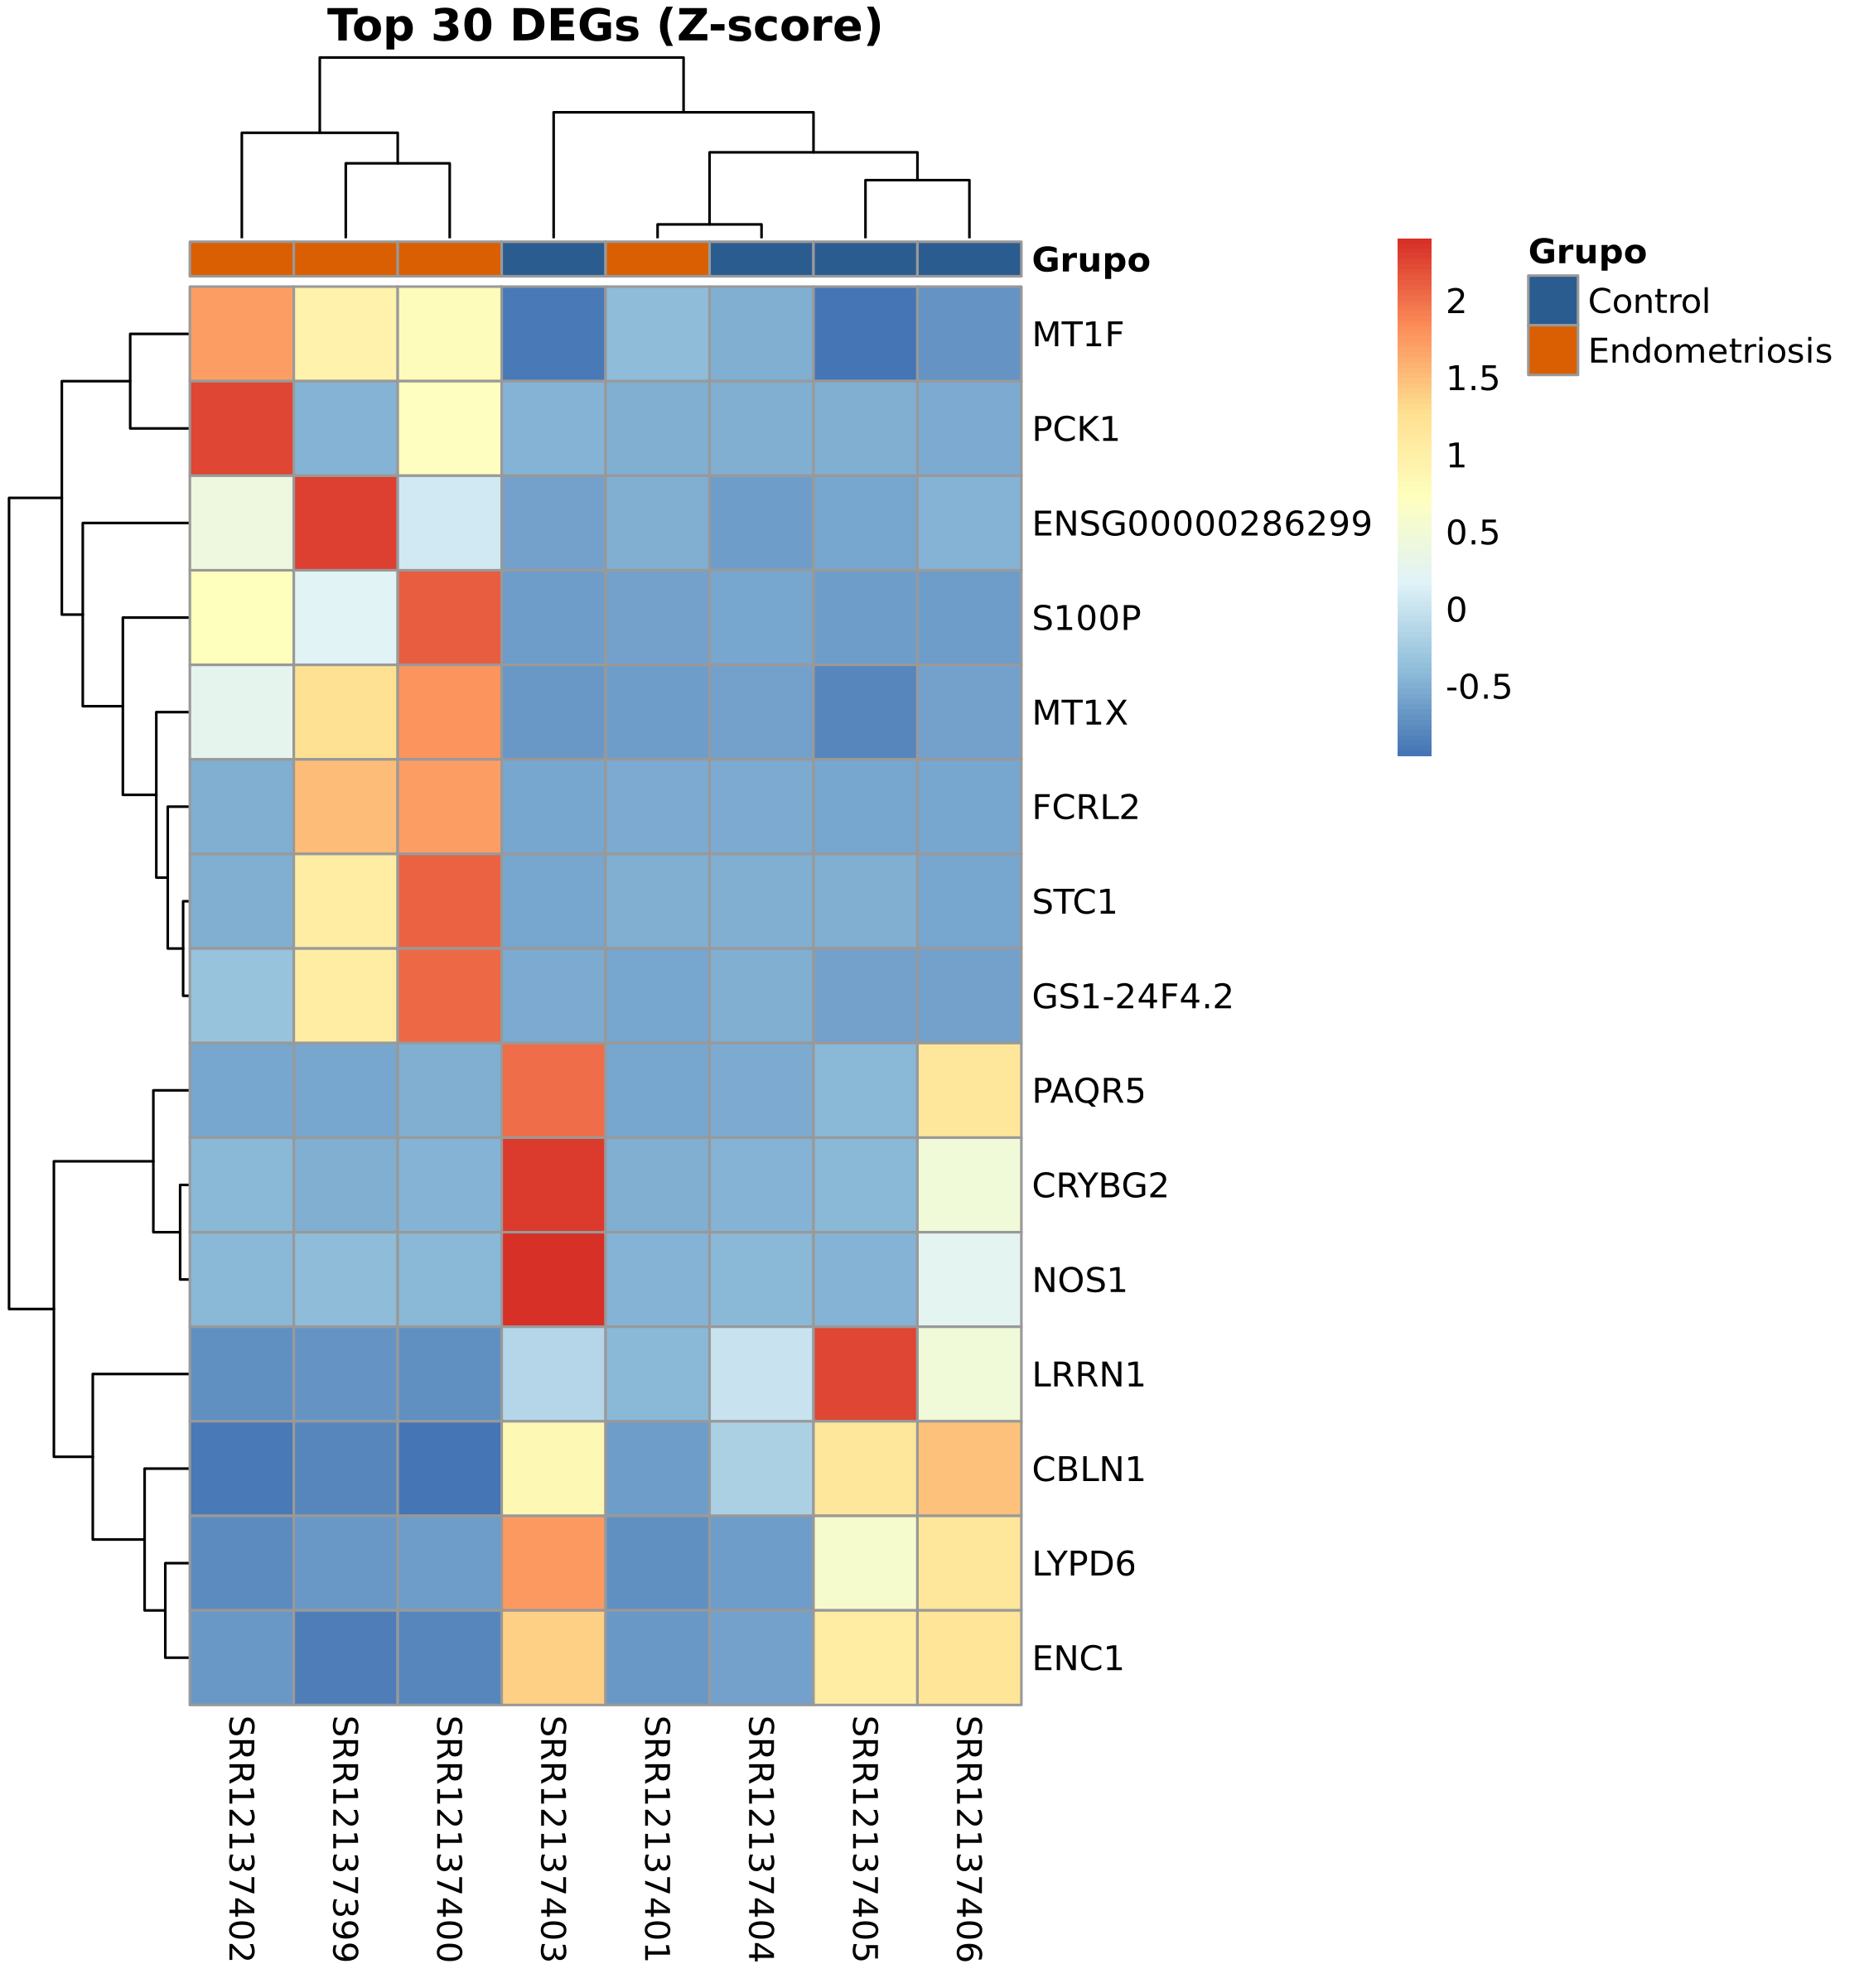 Top 30 DEGs (Z-score)
Grupo
MT1F
PCK1
ENSG00000286299
S100P
MT1X
FCRL2
STC1
GS1-24F4.2
PAQR5
CRYBG2
NOS1
LRRN1
CBLN1
LYPD6
ENC1
SRR12137402
SRR12137399
SRR12137400
SRR12137403
SRR12137401
SRR12137404
SRR12137405
SRR12137406
2
1.5
1
0.5
0
-0.5
Grupo
Control
Endometriosis